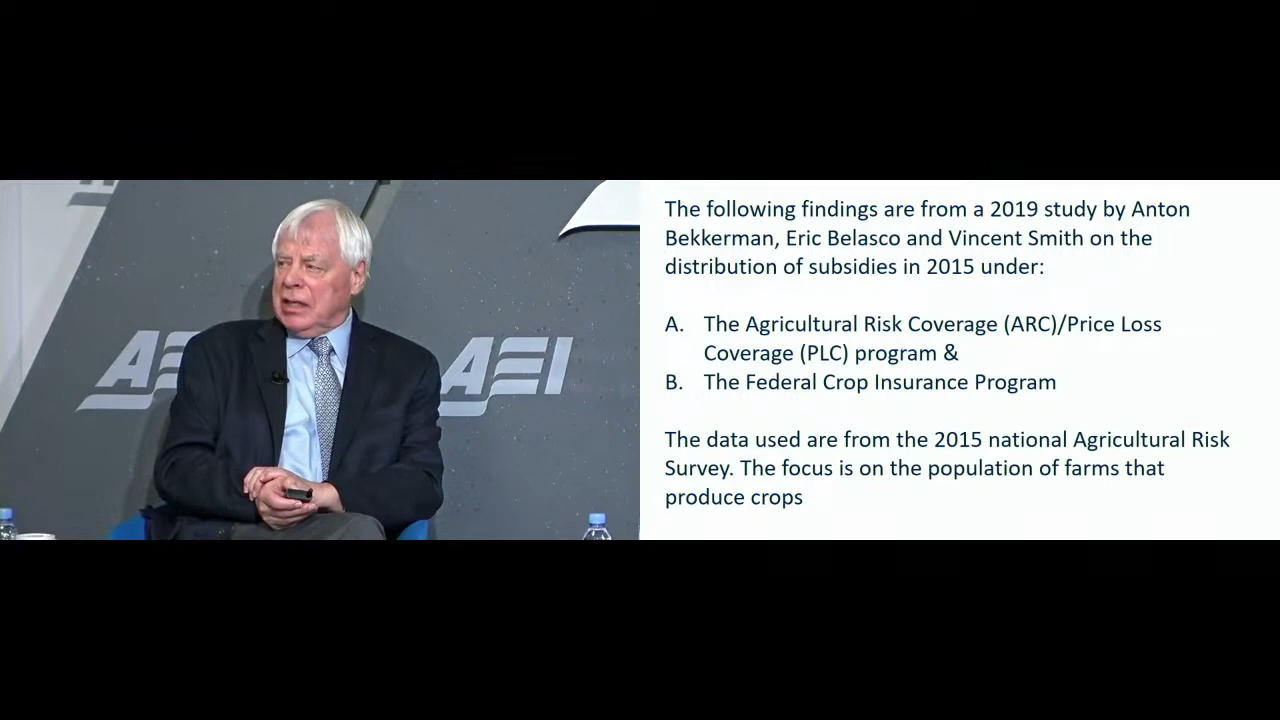 AEI
AEI
The following findings are from a 2019 study by Anton
Bekkerman, Eric Belasco and Vincent Smith on the
distribution of subsidies in 2015 under:
A. The Agricultural Risk Coverage (ARC)/Price Loss
Coverage (PLC) program &
B. The Federal Crop Insurance Program
The data used are from the 2015 national Agricultural Risk
Survey. The focus is on the population of farms that
produce crops